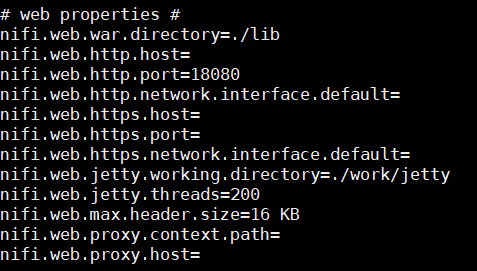 # web properties #
nifi.web.war.directory=./lib
nifi.web.http.host=
nifi.web.http.port=18080
nifi.web.http.network.interface.default=
nifi.web.https.host=
nifi.web.https.port=
nifi.web.https.network.interface.default=
nifi.web.jetty.working.directory=./work/jetty
nifi.web.jetty.threads=200
nifi.web.max.header.size=16 KB
nifi.web.proxy.context.path=
nifi.web.proxy.host=